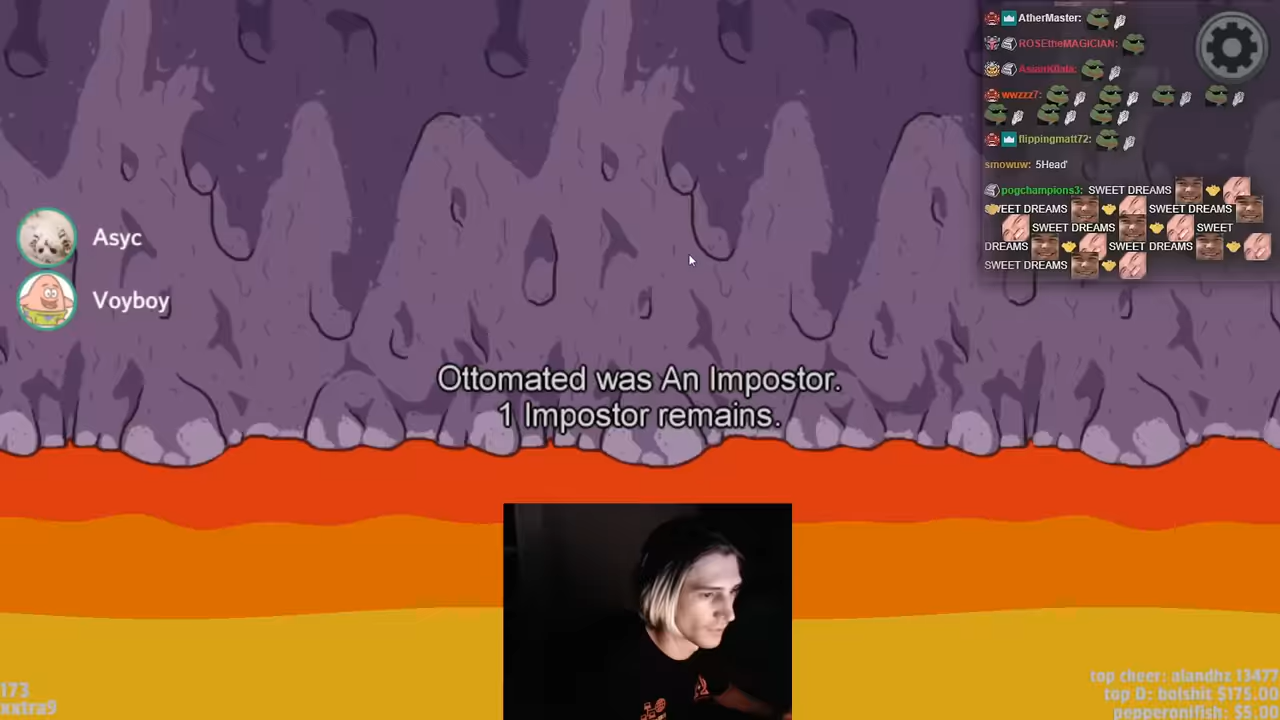 AtherMaster:
ROSEtheMAGICIAN:
wwzzz7:
flippingmatt72:
smowuw: 5Head
pogchampions3: SWEET DREAMS
SWEET DREAMS SWEET DREAMS
SWEET DREAMS SWEET
DREAMS SWEET DREAMS
SWEET DREAMS
Asyc
Voyboy
Ottomated was An Impostor.
1 Impostor remains.
173
xxtra9
top cheer: alandhz 13477
top D: bolshit $175.00
pepperonifish: $5.00